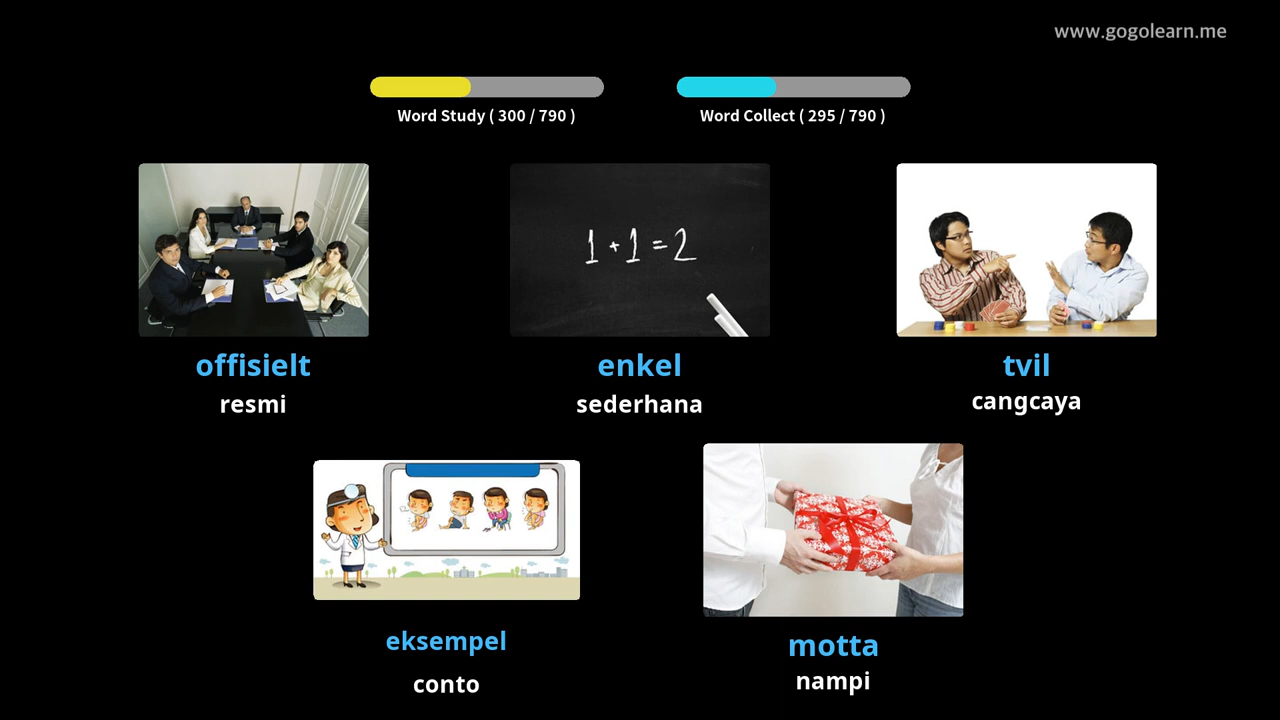 www.gogolearn.me
Word Study ( 300 / 790 )
Word Collect ( 295 / 790 )
1 + 1 = 2
offisielt
resmi
enkel
sederhana
tvil
cangcaya
eksempel
conto
motta
nampi